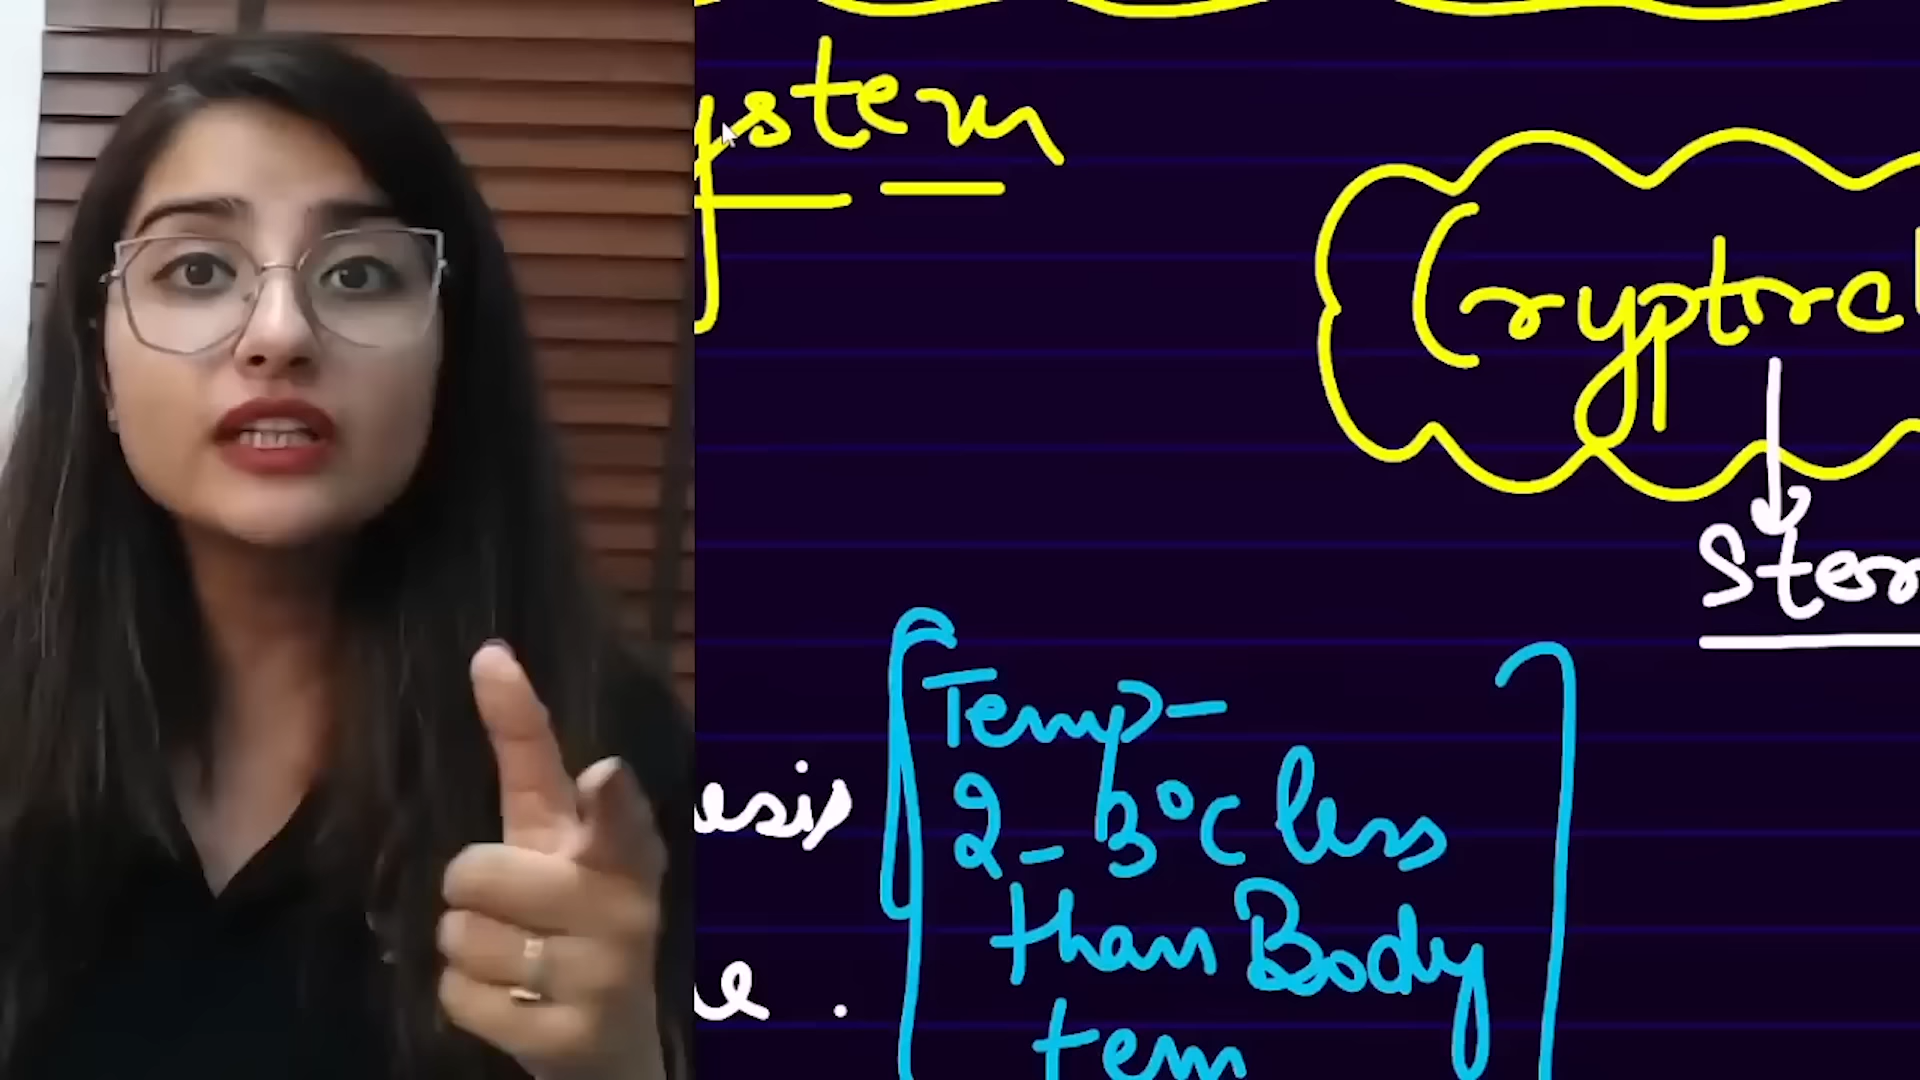 ystem
Cryptorc
Ster
Temp-
2-3°C less
than Body
tem
esis
e .